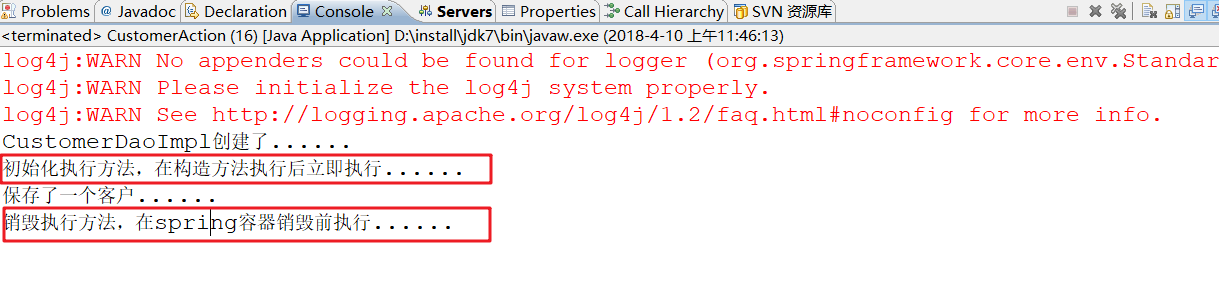 Problems @ Javadoc Declaration Console Servers Properties Call Hierarchy SVN 资源库
<terminated> CustomerAction (16) [Java Application] D:\install\jdk7\bin\javaw.exe (2018-4-10 上午11:46:13)
log4j:WARN No appenders could be found for logger (org.springframework.core.env.Standar
log4j:WARN Please initialize the log4j system properly.
log4j:WARN See http://logging.apache.org/log4j/1.2/faq.html#noconfig for more info.
CustomerDaoImpl创建了......
初始化执行方法，在构造方法执行后立即执行......
保存了一个客户......
销毁执行方法，在spring容器销毁前执行......